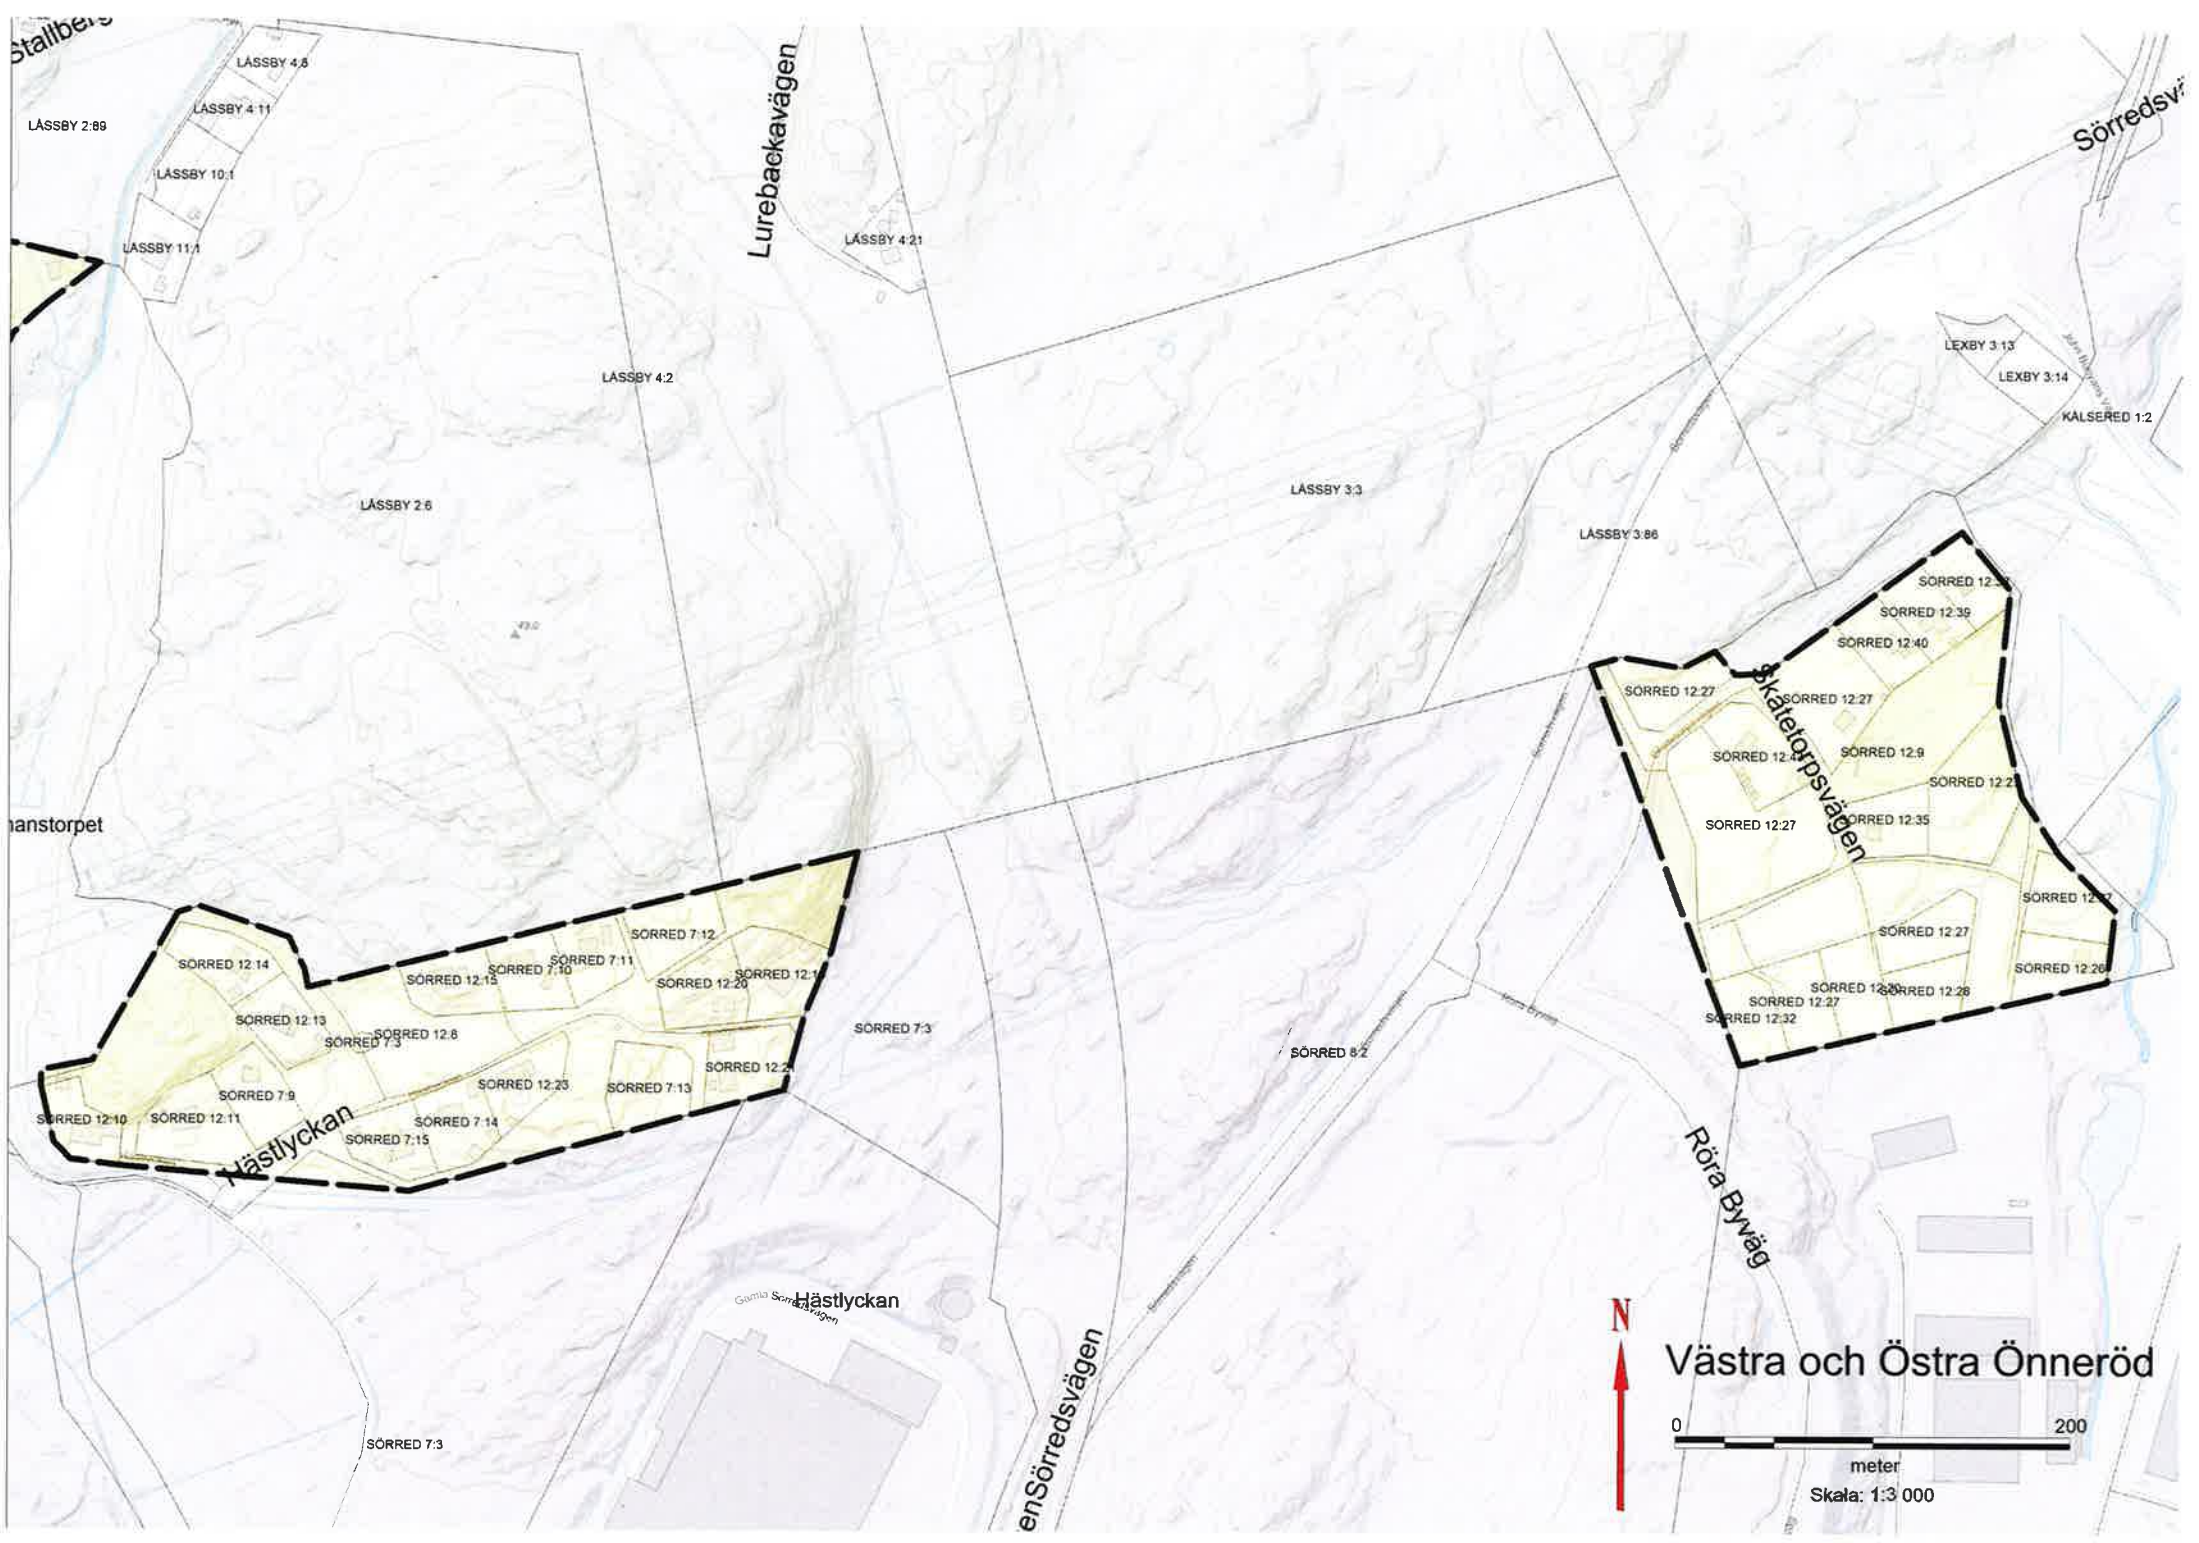 LÅSSBY 4:8
LÅSSBY 4:11
LÅSSBY 2:89
LÅSSBY 10:1
LÅSSBY 11:1
Lurebackavägen
LÅSSBY 4:21
LEXBY 3:13
LEXBY 3:14
KÅLSERED 1:2
LÅSSBY 4:2
LÅSSBY 2:6
LÅSSBY 3:3
LÅSSBY 3:86
Sörredsvägen
SÖRRED 12:39
SÖRRED 12:40
SÖRRED 12:27
SÖRRED 12:27
Skatetorpsvägen
SÖRRED 12:9
SÖRRED 12:27
SÖRRED 12:35
SÖRRED 12:27
SÖRRED 12:26
SÖRRED 12:28
SÖRRED 12:27
SÖRRED 12:32
SÖRRED 7:12
SÖRRED 7:11
SÖRRED 7:10
SÖRRED 12:15
SÖRRED 12:20
SÖRRED 12:14
SÖRRED 12:13
SÖRRED 7:3
SÖRRED 12:8
SÖRRED 7:3
SÖRRED 8:2
SÖRRED 12:23
SÖRRED 7:13
SÖRRED 7:9
SÖRRED 12:10
SÖRRED 12:11
SÖRRED 7:14
SÖRRED 7:15
Hästlyckan
Sörredsvägen
Röra Byväg
Sörredsvägen
Gamla Sörredsvägen
Hästlyckan
SÖRRED 7:3
Sörredsvägen
N
Västra och Östra Önneröd
0 200
meter
Skala: 1:3 000